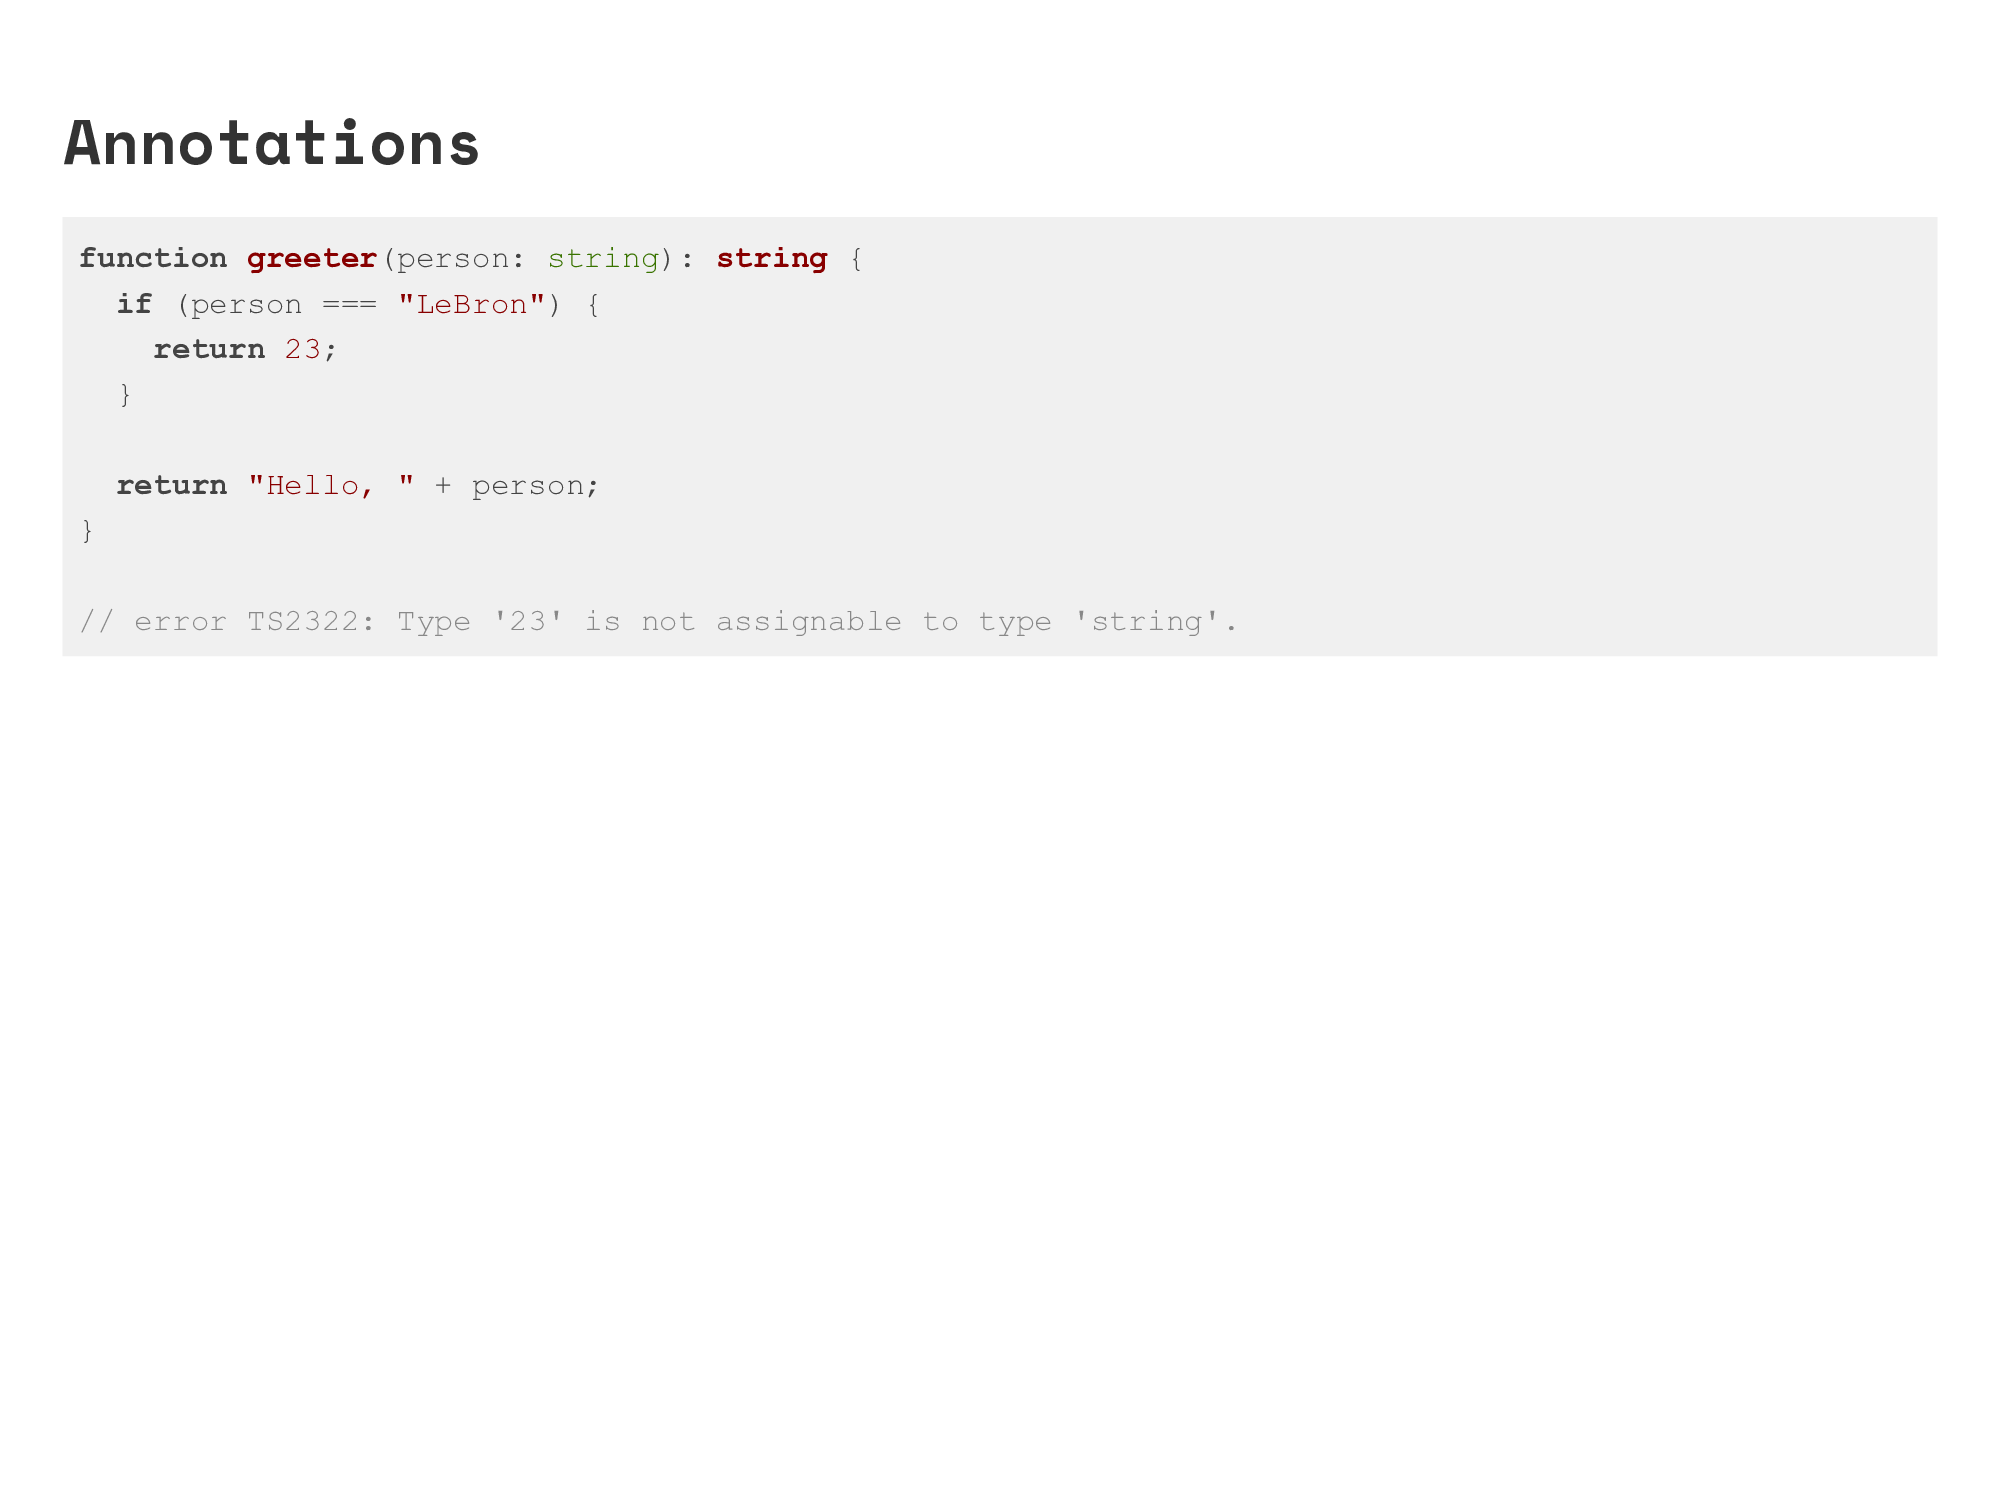 Annotations
function greeter(person: string): string {
  if (person === "LeBron") {
    return 23;
  }
  return "Hello, " + person;
}
// error TS2322: Type '23' is not assignable to type 'string'.